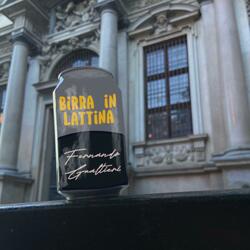 BIRRA iN
LATTINA
Fernando
Gualtieri